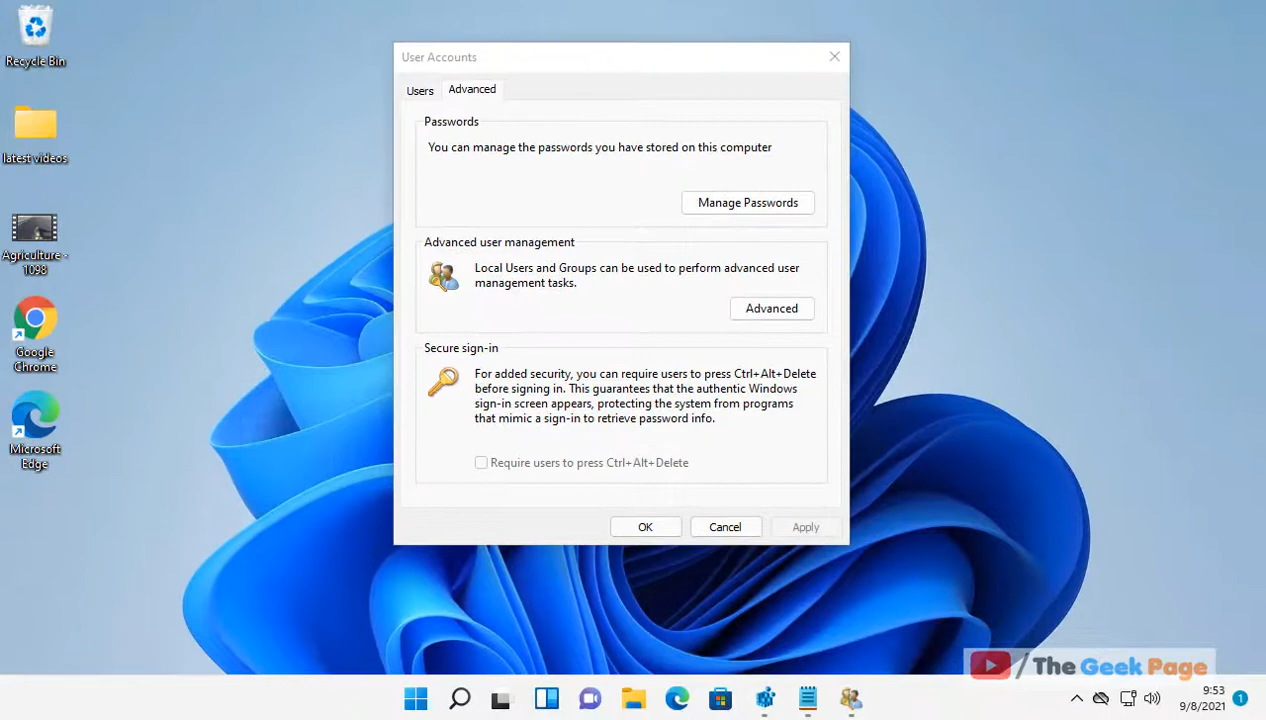 Recycle Bin
latest videos
Agriculture -
1098
Google
Chrome
Microsoft
Edge
User Accounts
Users
Advanced
Passwords
You can manage the passwords you have stored on this computer
Manage Passwords
Advanced user management
Local Users and Groups can be used to perform advanced user
management tasks.
Advanced
Secure sign-in
For added security, you can require users to press Ctrl+Alt+Delete
before signing in. This guarantees that the authentic Windows
sign-in screen appears, protecting the system from programs
that mimic a sign-in to retrieve password info.
Require users to press Ctrl+Alt+Delete
OK
Cancel
Apply
/ The Geek Page
9:53
9/8/2021
1